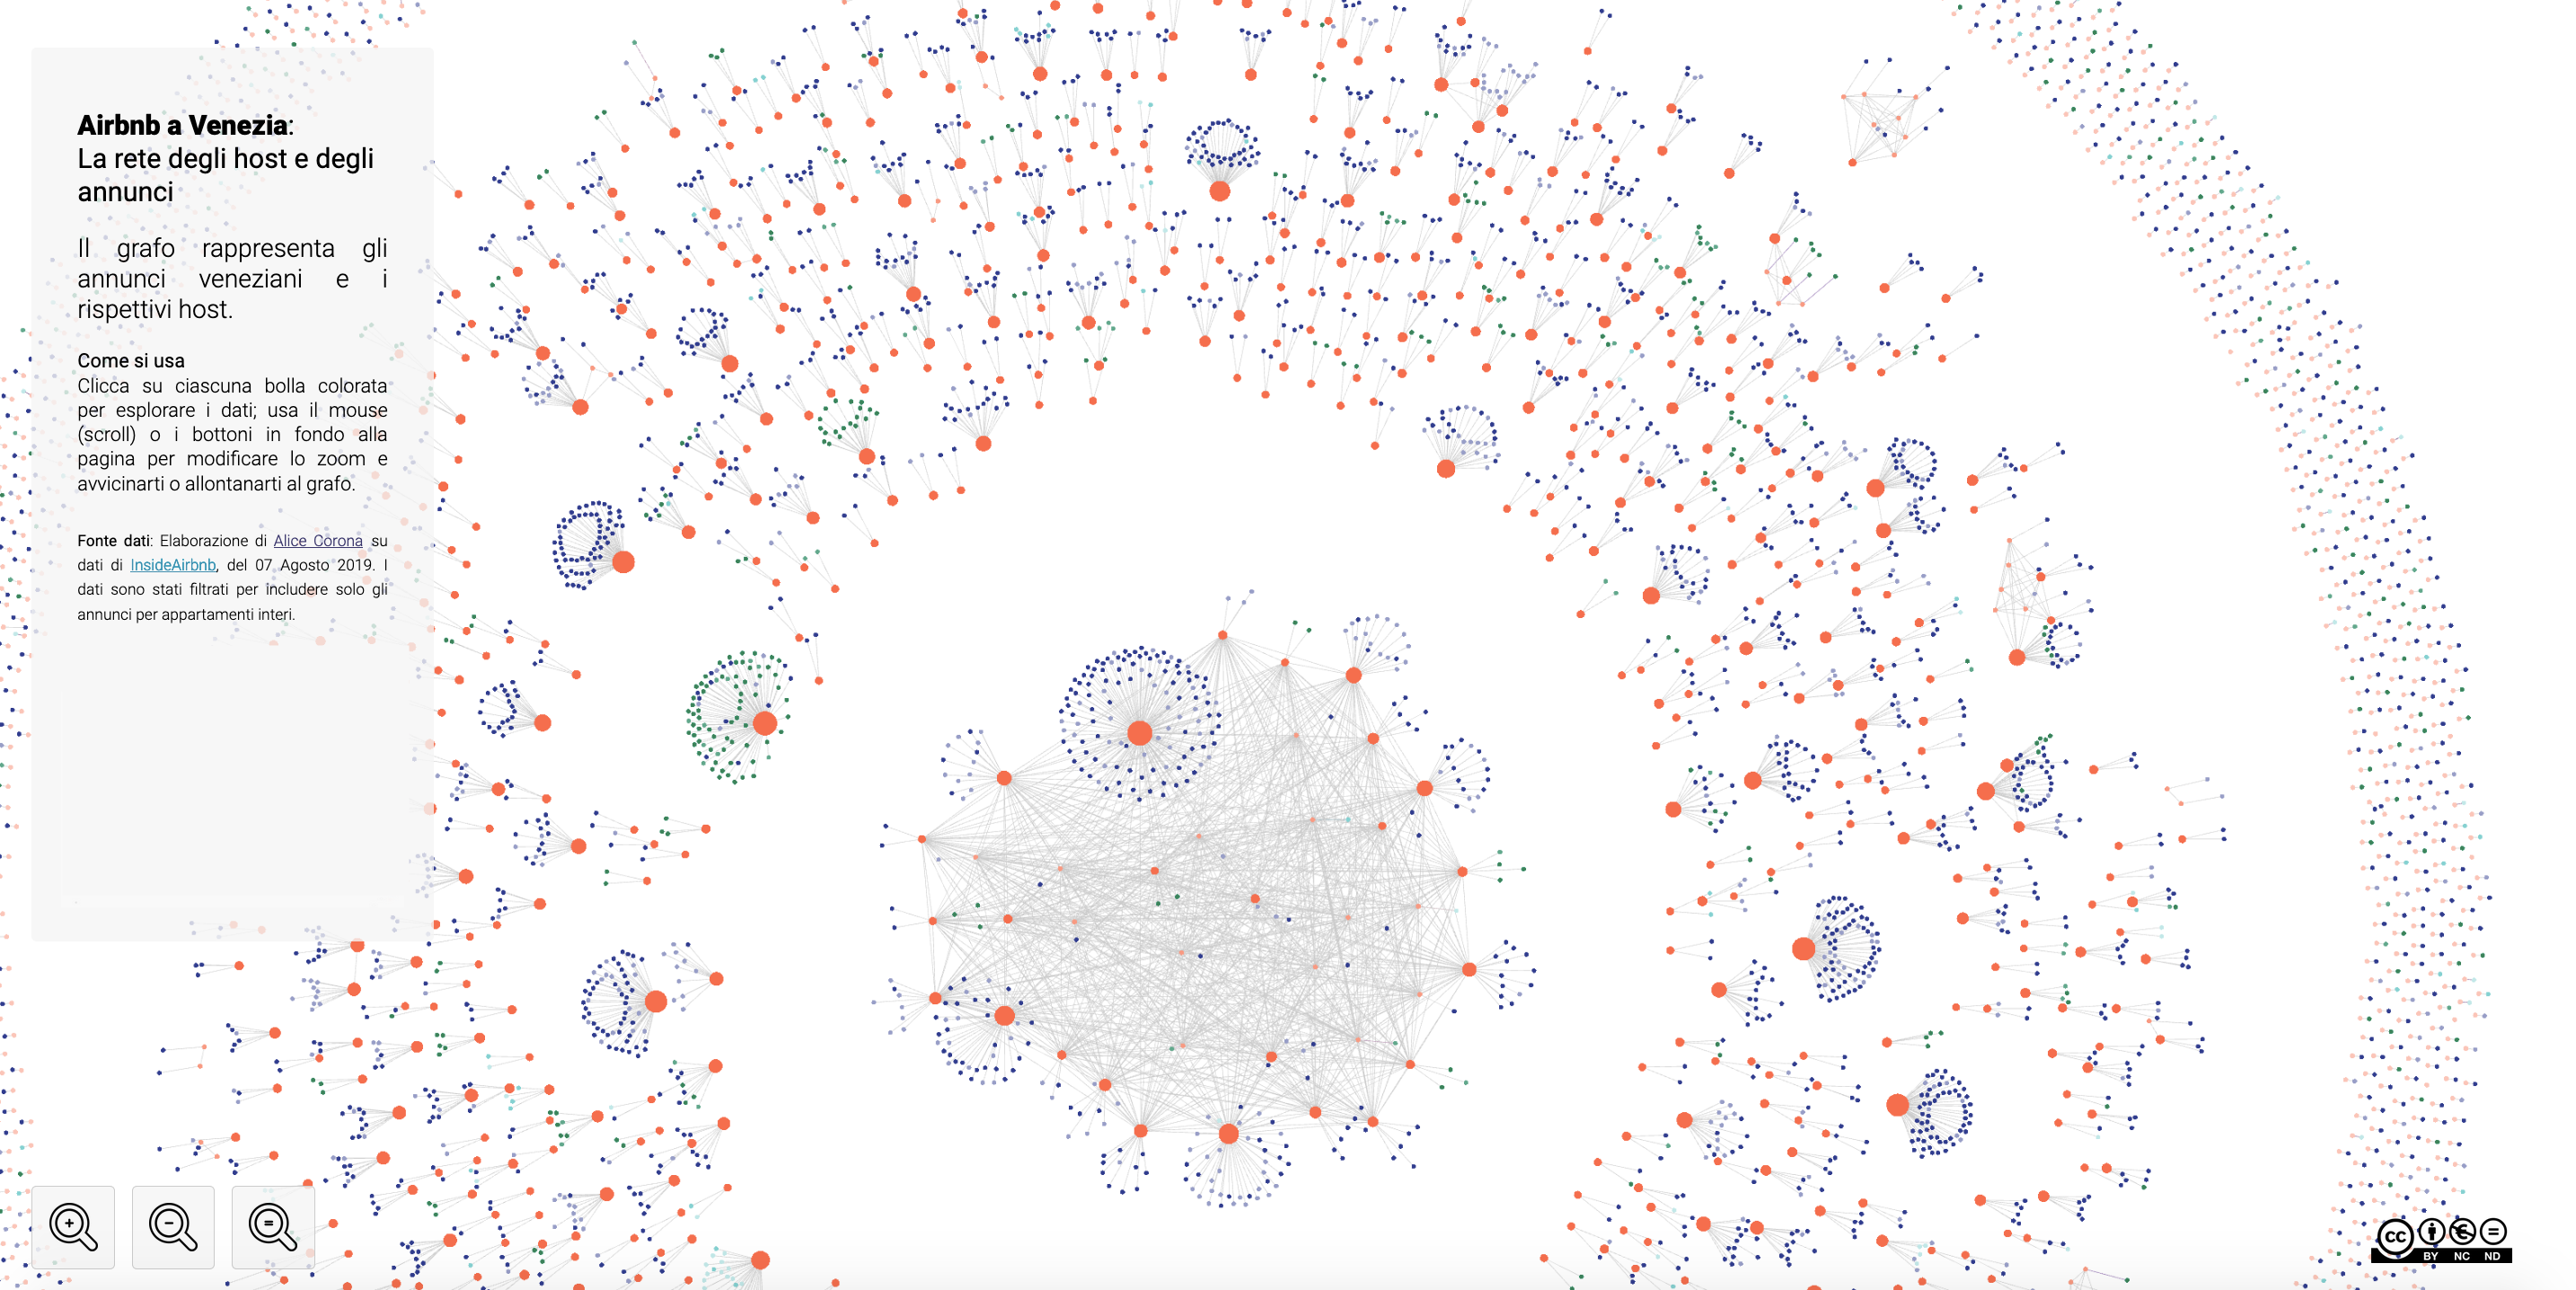 Airbnb a Venezia:
La rete degli host e degli
annunci
Il grafo rappresenta gli
annunci veneziani e i
rispettivi host.
Come si usa
Clicca su ciascuna bolla colorata
per esplorare i dati; usa il mouse
(scroll) o i bottoni in fondo alla
pagina per modificare lo zoom e
avvicinarti o allontanarti al grafo.
Fonte dati: Elaborazione di Alice Corona su
dati di InsideAirbnb, del 07 Agosto 2019. I
dati sono stati filtrati per includere solo gli
annunci per appartamenti interi.
cc
BY NC ND